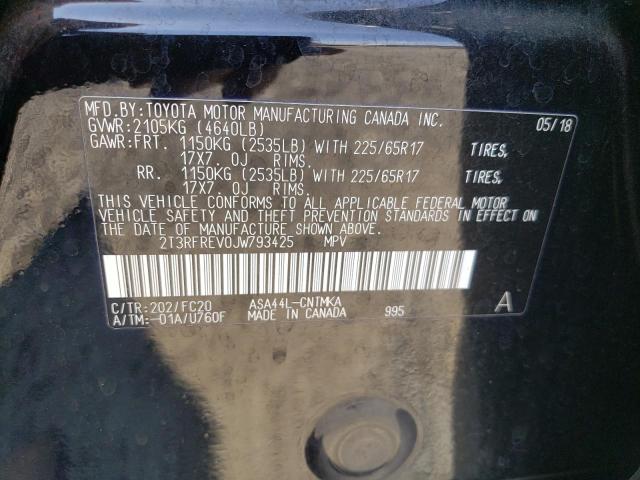 MFD.BY:TOYOTA MOTOR MANUFACTURING CANADA INC.
GVWR:2105KG (4640LB) 05/18
GAWR:FRT. 1150KG (2535LB) WITH 225/65R17 TIRES,
17X7.0J RIMS.
RR. 1150KG (2535LB) WITH 225/65R17 TIRES,
17X7.0J RIMS.
THIS VEHICLE CONFORMS TO ALL APPLICABLE FEDERAL MOTOR
VEHICLE SAFETY AND THEFT PREVENTION STANDARDS IN EFFECT ON
THE DATE OF MANUFACTURE SHOWN ABOVE.
2T3RFREV0JW793425 MPV
C/TR:202/FC20 ASA44L-CNTMKA A
A/TM:-01A/U760F MADE IN CANADA 995